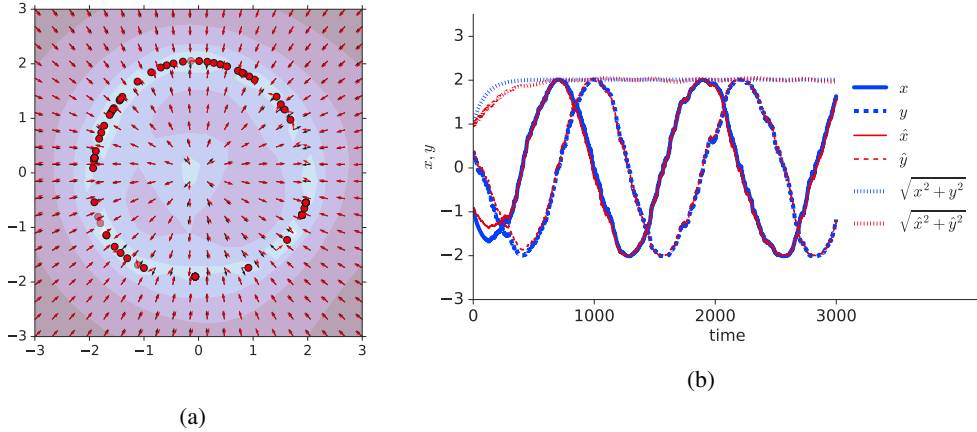 3
2
1
0
−1
−2
−3
−3 −2 −1 0 1 2 3
(a)
3
2
1
0
−1
−2
−3
x, y
0 1000 2000 3000
time
x
y
x̂
ŷ
√(x² + y²)
√(x̂² + ŷ²)
(b)